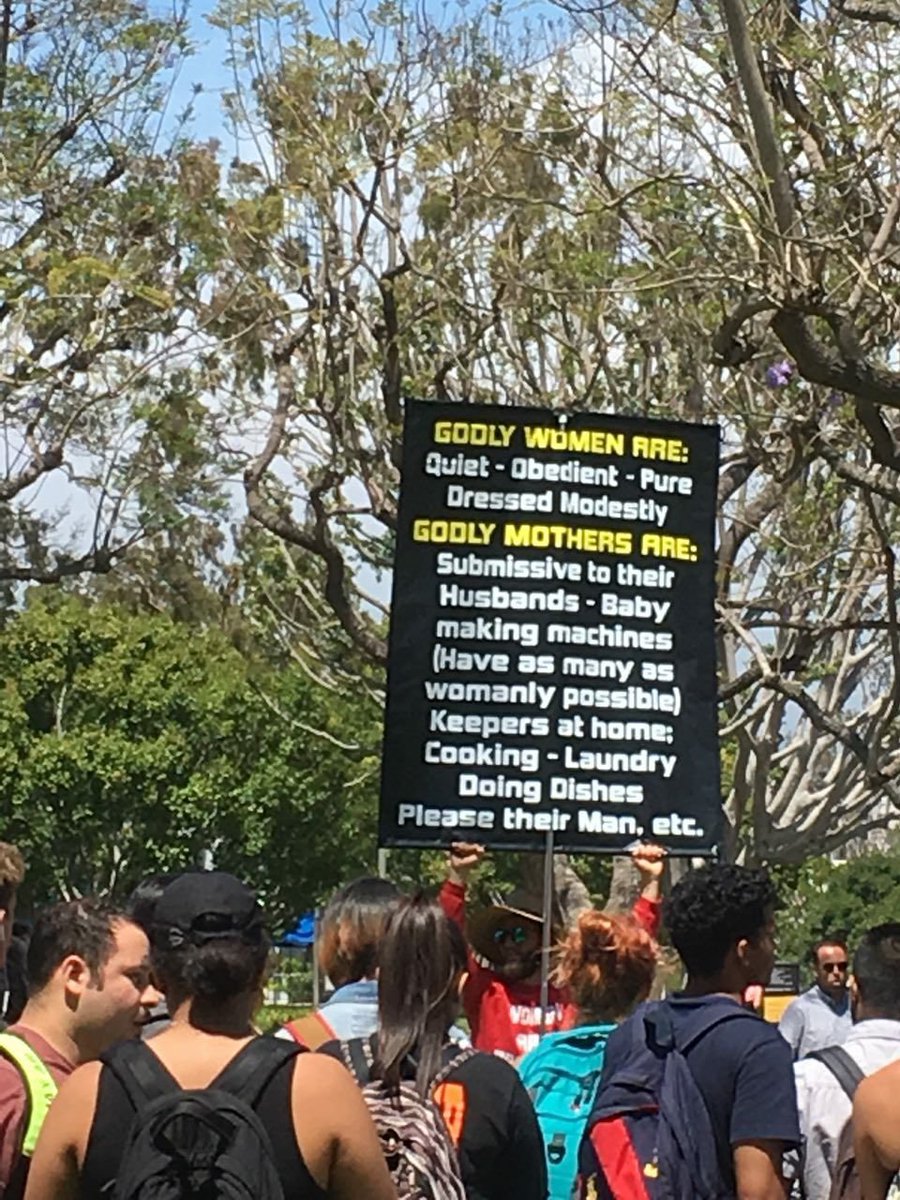 GODLY WOMEN ARE:
Quiet - Obedient - Pure
Dressed Modestly
GODLY MOTHERS ARE:
Submissive to their
Husbands - Baby
making machines
(Have as many as
womanly possible)
Keepers at home;
Cooking - Laundry
Doing Dishes
Please their Man, etc.